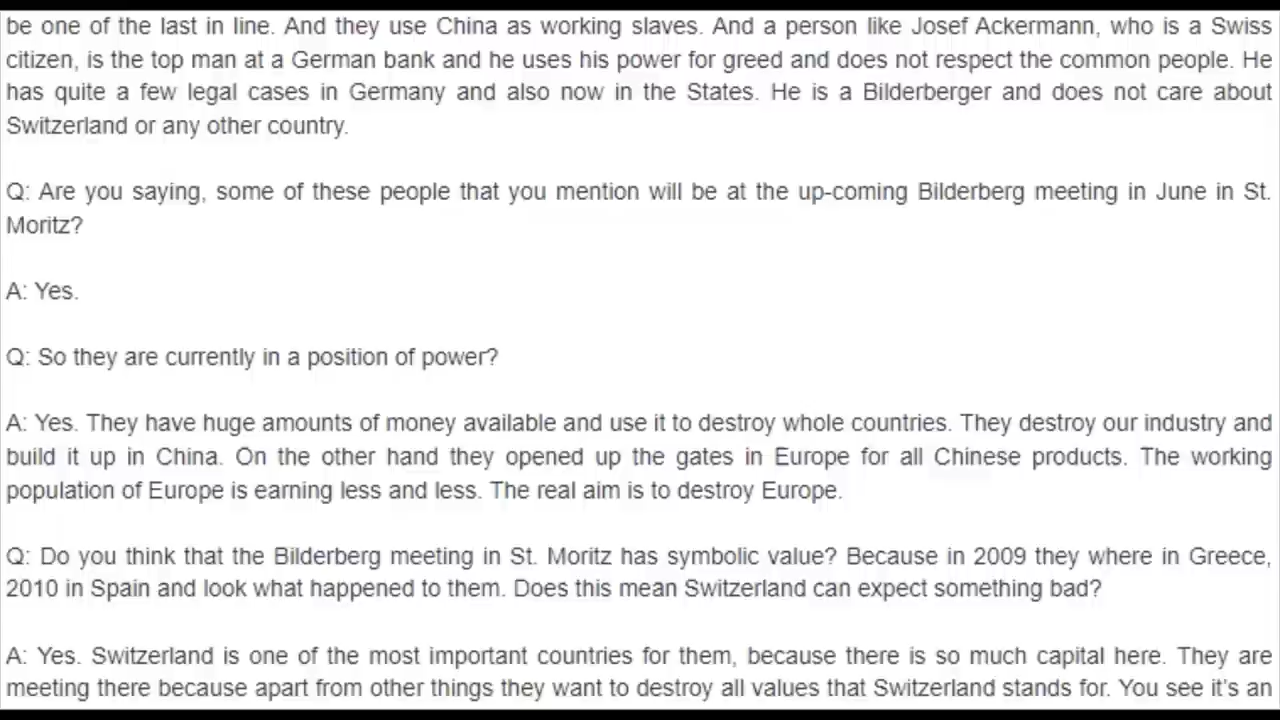 be one of the last in line. And they use China as working slaves. And a person like Josef Ackermann, who is a Swiss
citizen, is the top man at a German bank and he uses his power for greed and does not respect the common people. He
has quite a few legal cases in Germany and also now in the States. He is a Bilderberger and does not care about
Switzerland or any other country.
Q: Are you saying, some of these people that you mention will be at the up-coming Bilderberg meeting in June in St.
Moritz?
A: Yes.
Q: So they are currently in a position of power?
A: Yes. They have huge amounts of money available and use it to destroy whole countries. They destroy our industry and
build it up in China. On the other hand they opened up the gates in Europe for all Chinese products. The working
population of Europe is earning less and less. The real aim is to destroy Europe.
Q: Do you think that the Bilderberg meeting in St. Moritz has symbolic value? Because in 2009 they where in Greece,
2010 in Spain and look what happened to them. Does this mean Switzerland can expect something bad?
A: Yes. Switzerland is one of the most important countries for them, because there is so much capital here. They are
meeting there because apart from other things they want to destroy all values that Switzerland stands for. You see it's an